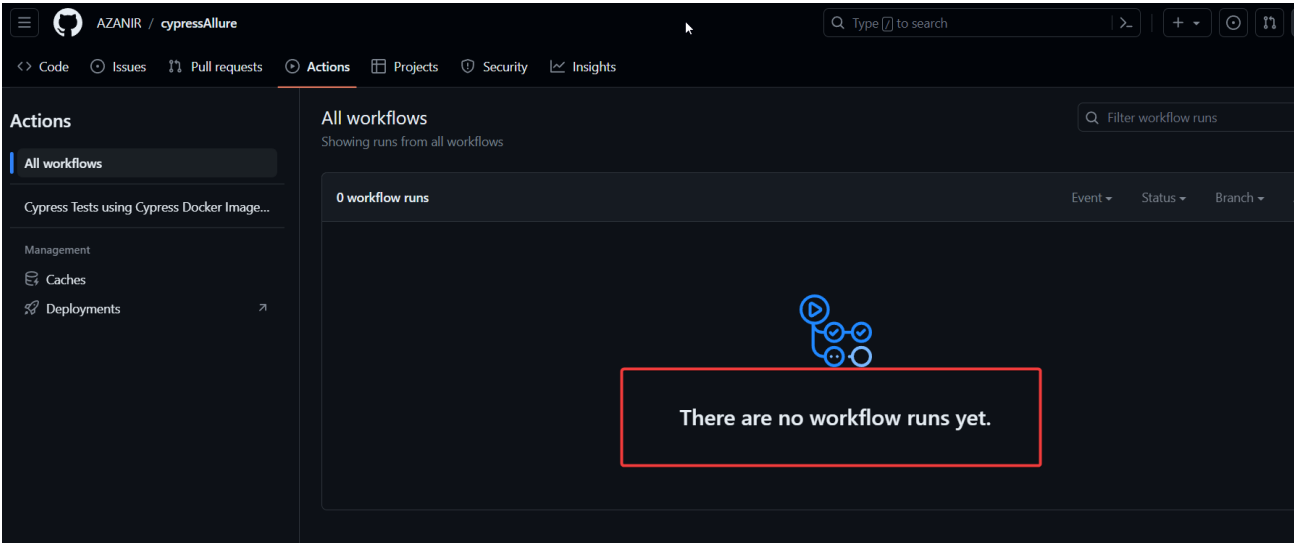 AZANIR / cypressAllure
Type / to search
Code
Issues
Pull requests
Actions
Projects
Security
Insights
Actions
All workflows
Cypress Tests using Cypress Docker Image...
Management
Caches
Deployments
All workflows
Showing runs from all workflows
Filter workflow runs
0 workflow runs
Event
Status
Branch
There are no workflow runs yet.